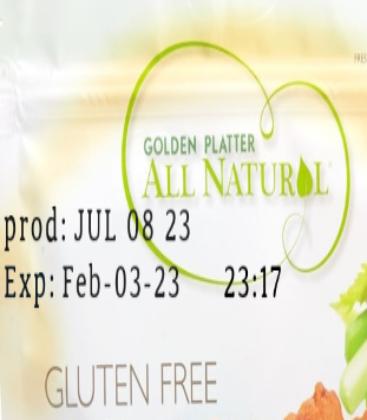 GOLDEN PLATTER
ALL NATURAL
prod: JUL 08 23
Exp: Feb-03-23 23:17
GLUTEN FREE